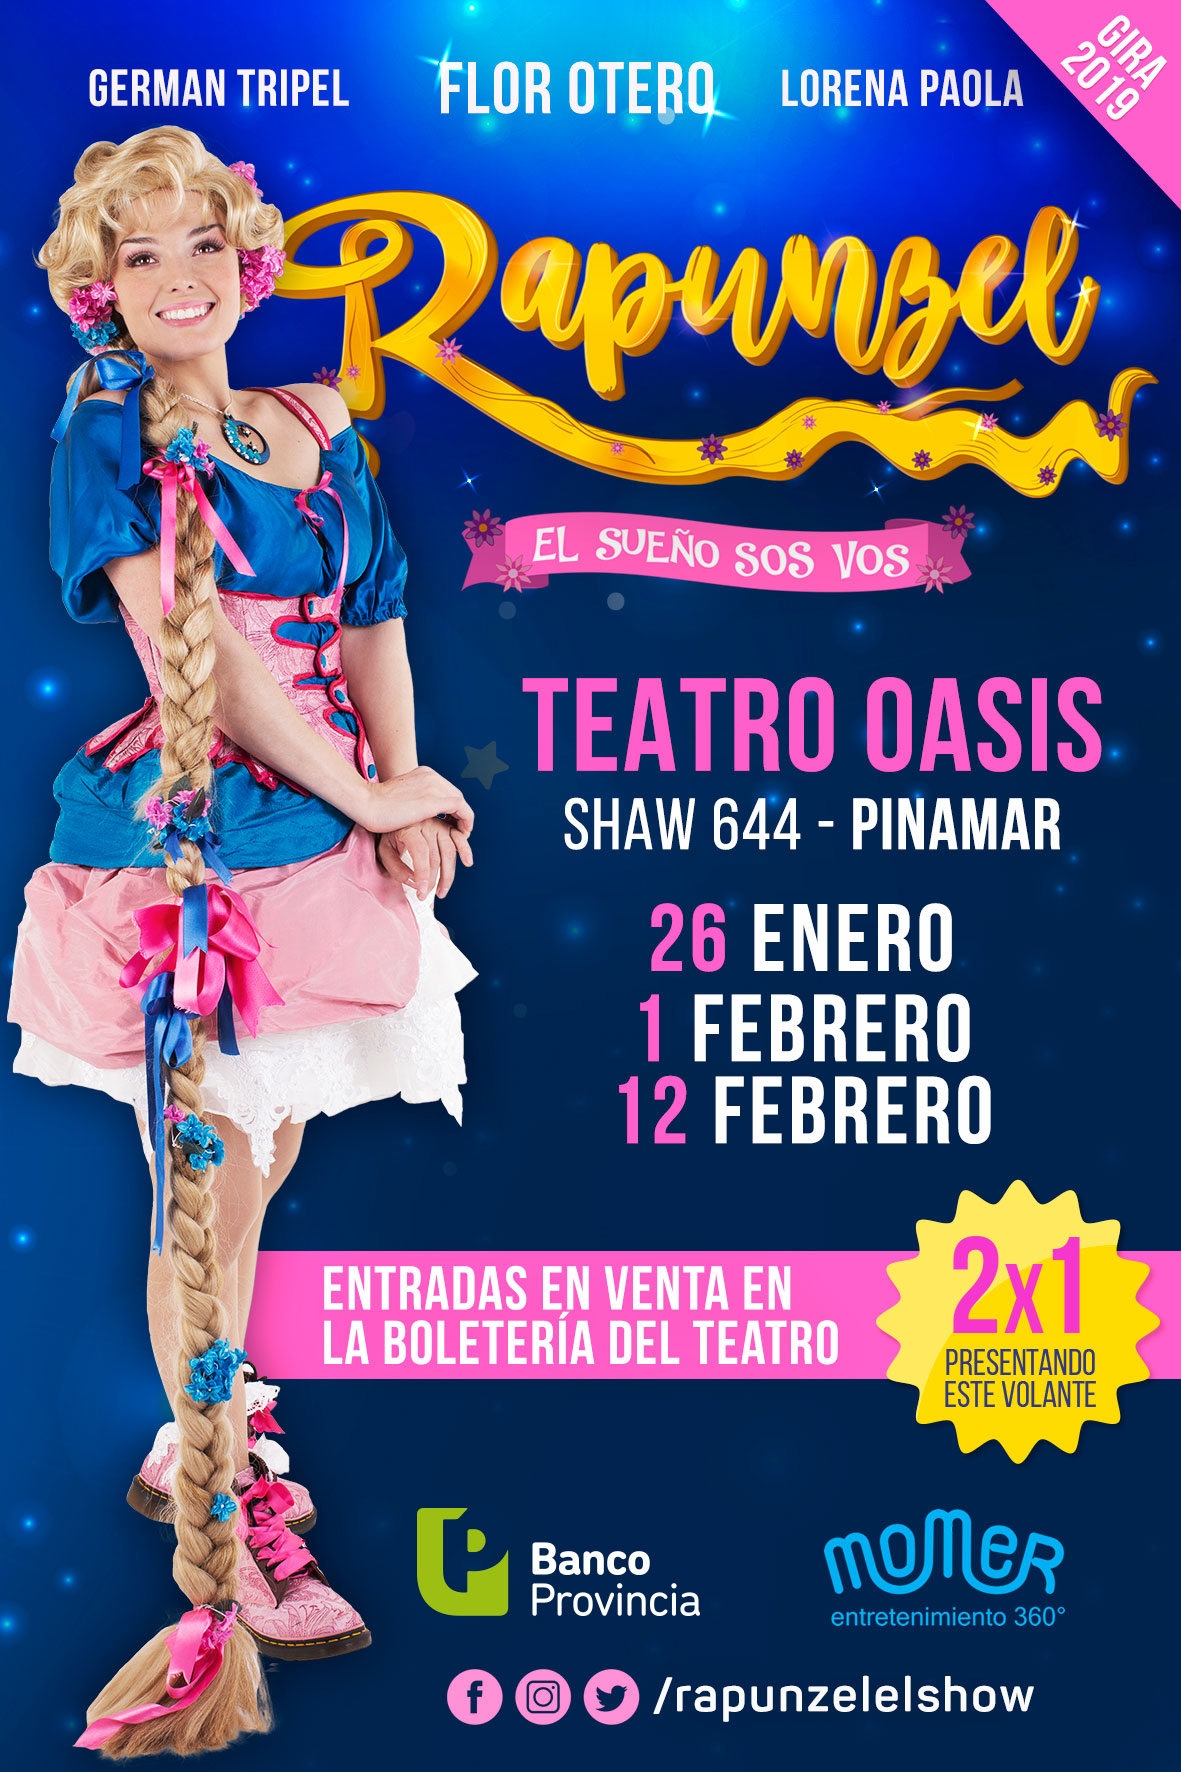 GERMAN TRIPEL
FLOR OTERO
LORENA PAOLA
GIRA
2019
Rapunzel
EL SUEÑO SOS VOS
TEATRO OASIS
SHAW 644 - PINAMAR
26 ENERO
1 FEBRERO
12 FEBRERO
ENTRADAS EN VENTA EN
LA BOLETERÍA DEL TEATRO
2x1
PRESENTANDO
ESTE VOLANTE
Banco
Provincia
MOMER
entretenimiento 360°
/rapunzelelshow